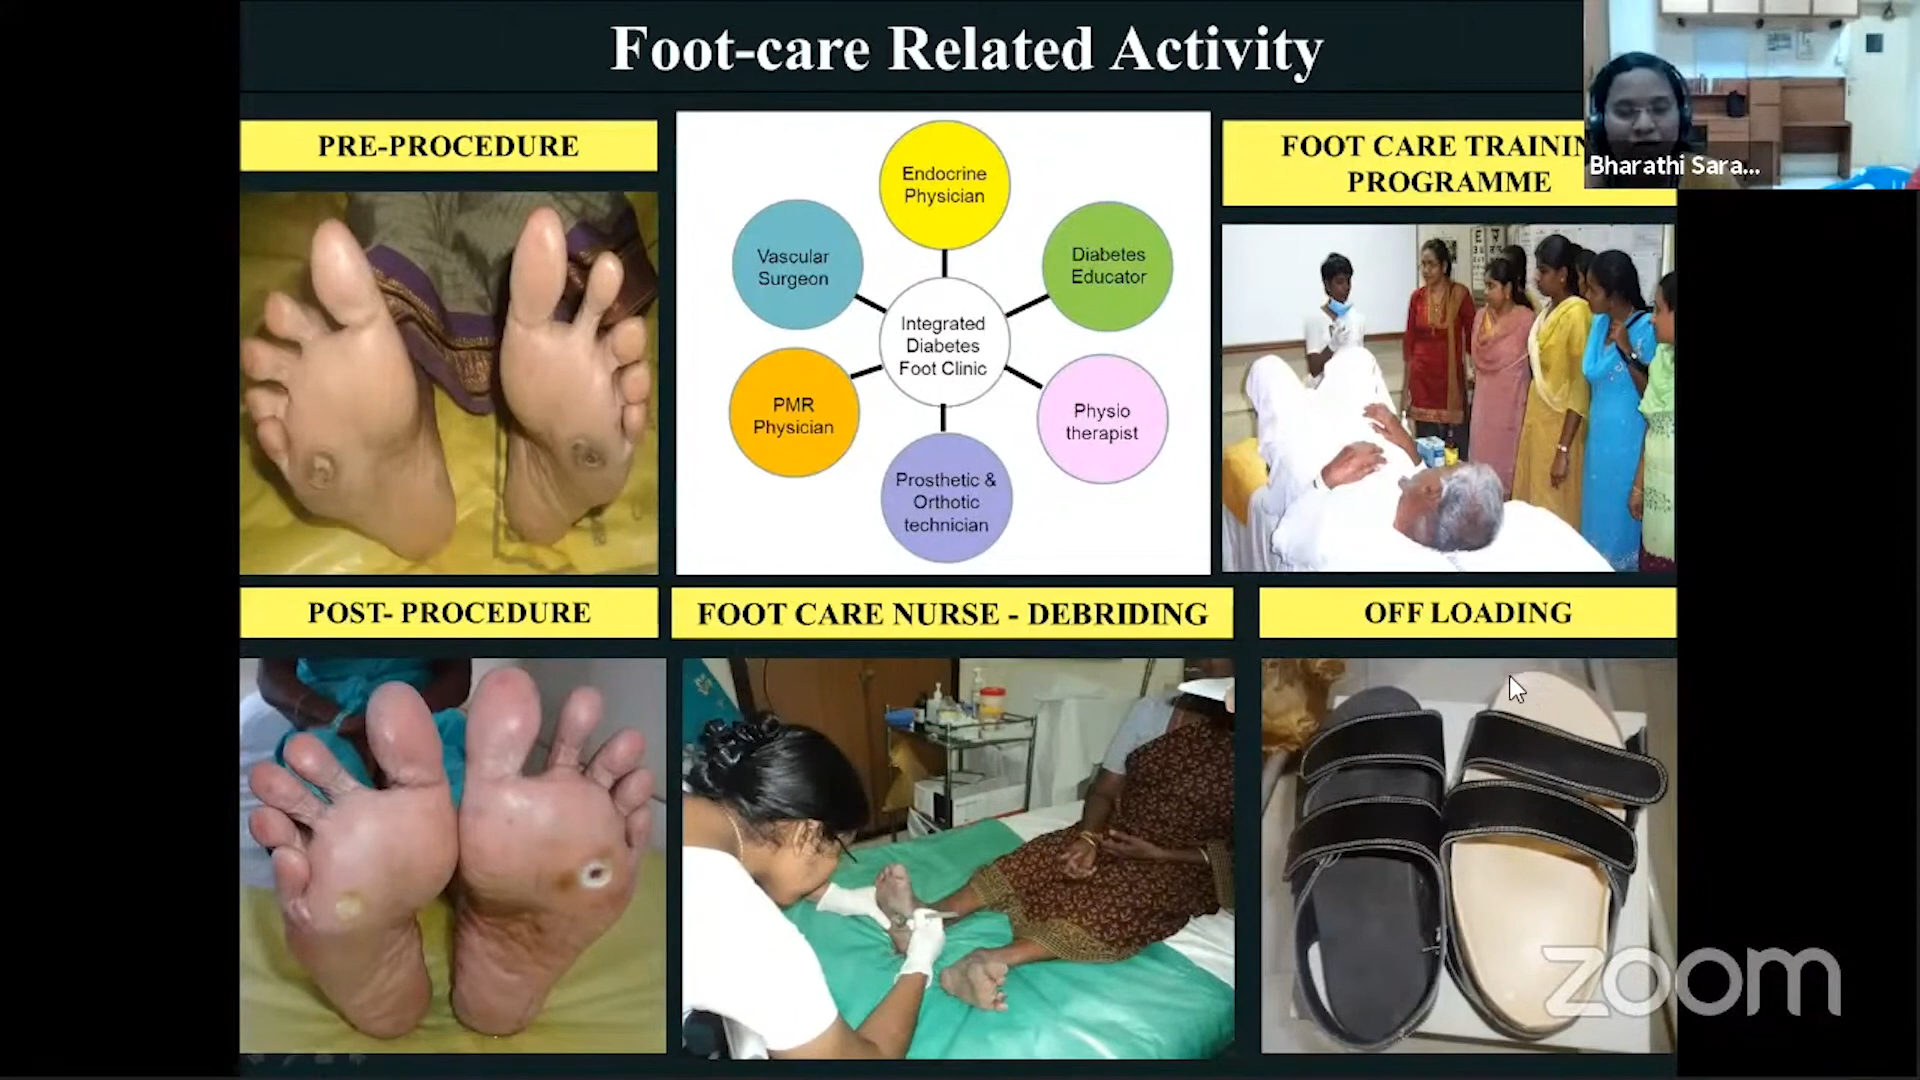 Foot-care Related Activity
PRE-PROCEDURE
Endocrine
Physician
Vascular
Surgeon
Diabetes
Educator
Integrated
Diabetes
Foot Clinic
PMR
Physician
Physio
therapist
Prosthetic &
Orthotic
technician
FOOT CARE TRAININ
PROGRAMME
Bharathi Sara...
POST- PROCEDURE
FOOT CARE NURSE - DEBRIDING
OFF LOADING
zoom